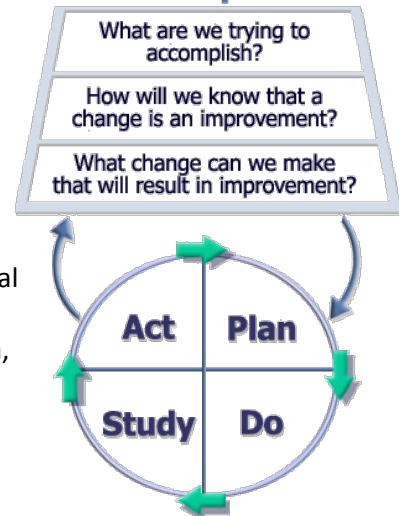 What are we trying to
accomplish?
How will we know that a
change is an improvement?
What change can we make
that will result in improvement?
al
,
Act Plan
Study Do